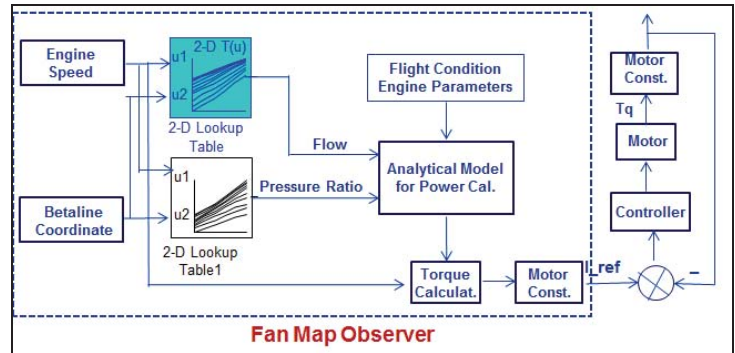 Engine
Speed
u1
2-D T(u)
u2
2-D Lookup
Table
Flow
u1
u2
2-D Lookup
Table1
Pressure Ratio
Betaline
Coordinate
Flight Condition
Engine Parameters
Analytical Model
for Power Cal.
Torque
Calculat.
Motor
Const.
I_ref
–
Controller
Motor
Tq
Motor
Const.
Fan Map Observer